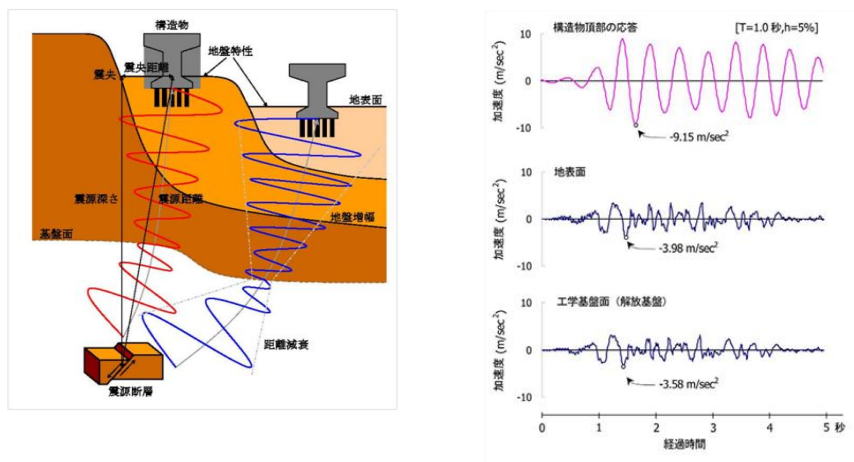 構造物
地盤特性
震央距離
震央
地表面
震源深さ
震源距離
地盤増幅
基盤面
距離減衰
震源断層
構造物頂部の応答
[T=1.0 秒,h=5%]
加速度 (m/sec²)
10
0
-10
-9.15 m/sec²
地表面
加速度 (m/sec²)
10
0
-10
-3.98 m/sec²
工学基盤面（解放基盤）
加速度 (m/sec²)
10
0
-10
-3.58 m/sec²
0 1 2 3 4 5 秒
経過時間